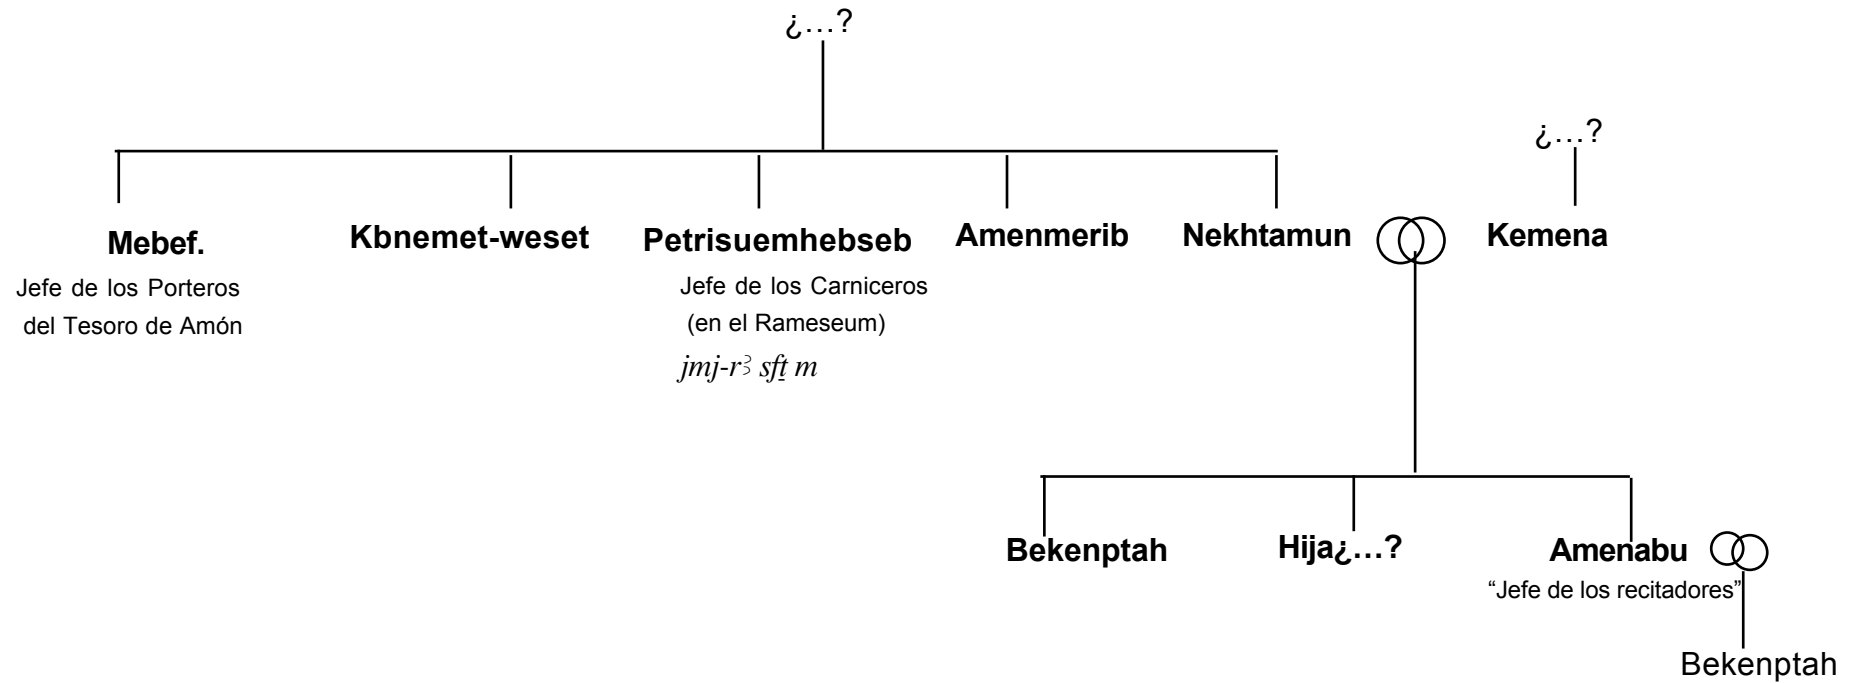 ¿…?
¿…?
Mebef.
Kbnemet-weset
Petrisuemhebseb
Amenmerib
Nekhtamun
Kemena
Jefe de los Porteros
del Tesoro de Amón
Jefe de los Carniceros
(en el Rameseum)
jmj-rꜣ sfṯ m
Bekenptah
Hija¿…?
Amenabu
“Jefe de los recitadores”
Bekenptah